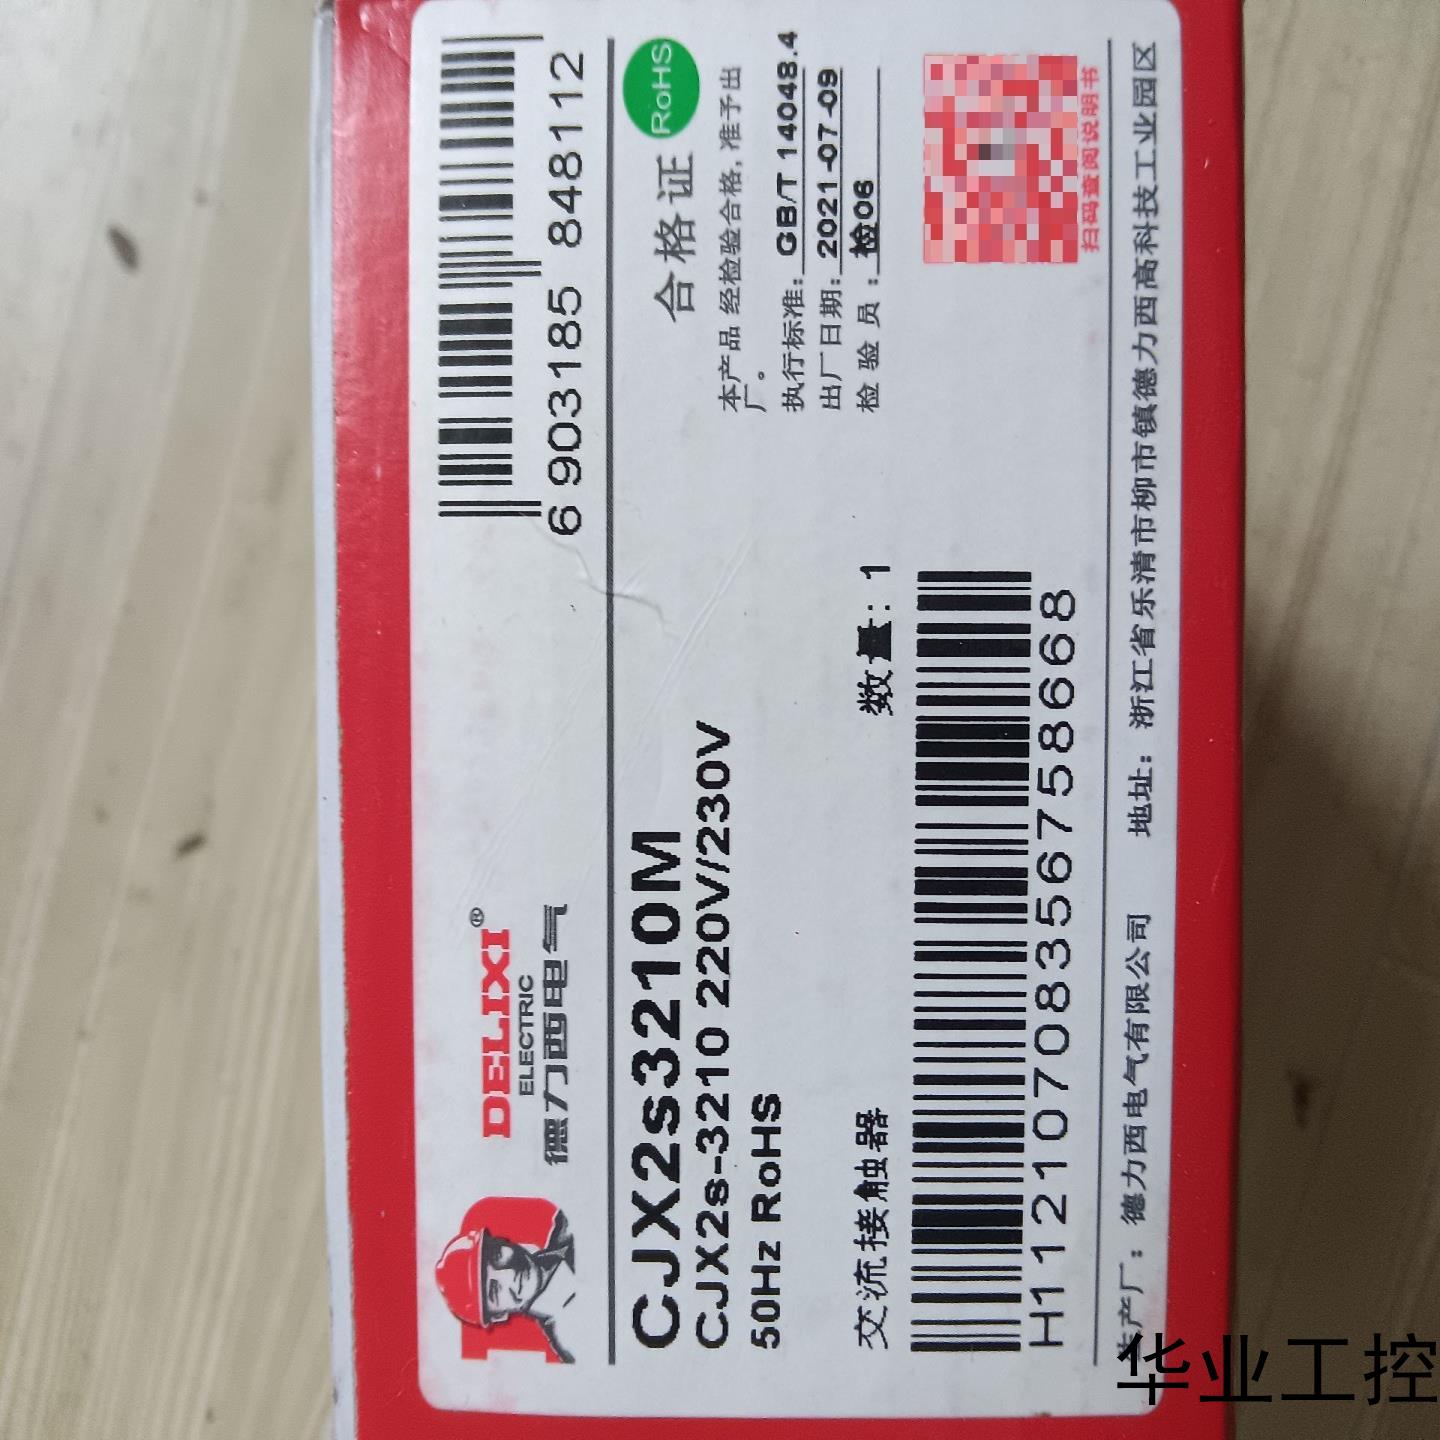 DELIXI®
ELECTRIC
德力西电气
6 903185 848112
CJX2s3210M
CJX2s-3210 220V/230V
50Hz RoHS
交流接触器 数量: 1
H11210708356758668
合格证 RoHS
本产品 经检验合格,准予出
厂。
执行标准: GB/T 14048.4
出厂日期: 2021-07-09
检 验 员: 检06
扫码查阅说明书
生产厂: 德力西电气有限公司 地址: 浙江省乐清市柳市镇德力西高科技工业园区
华业工控